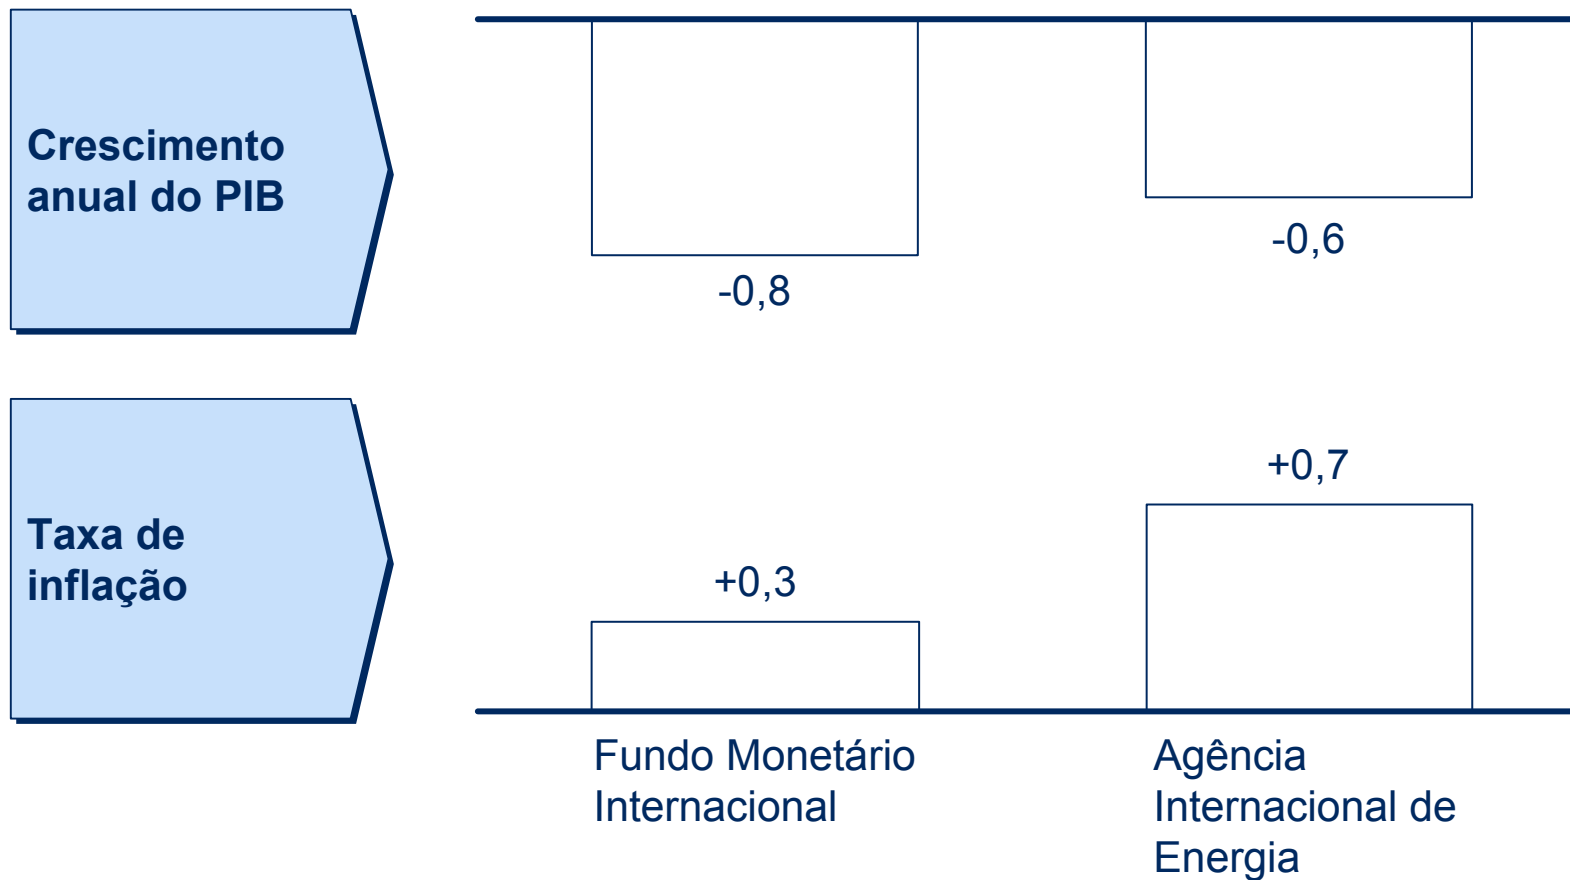 Crescimento
anual do PIB
-0,8
-0,6
Taxa de
inflação
+0,3
+0,7
Fundo Monetário
Internacional
Agência
Internacional de
Energia